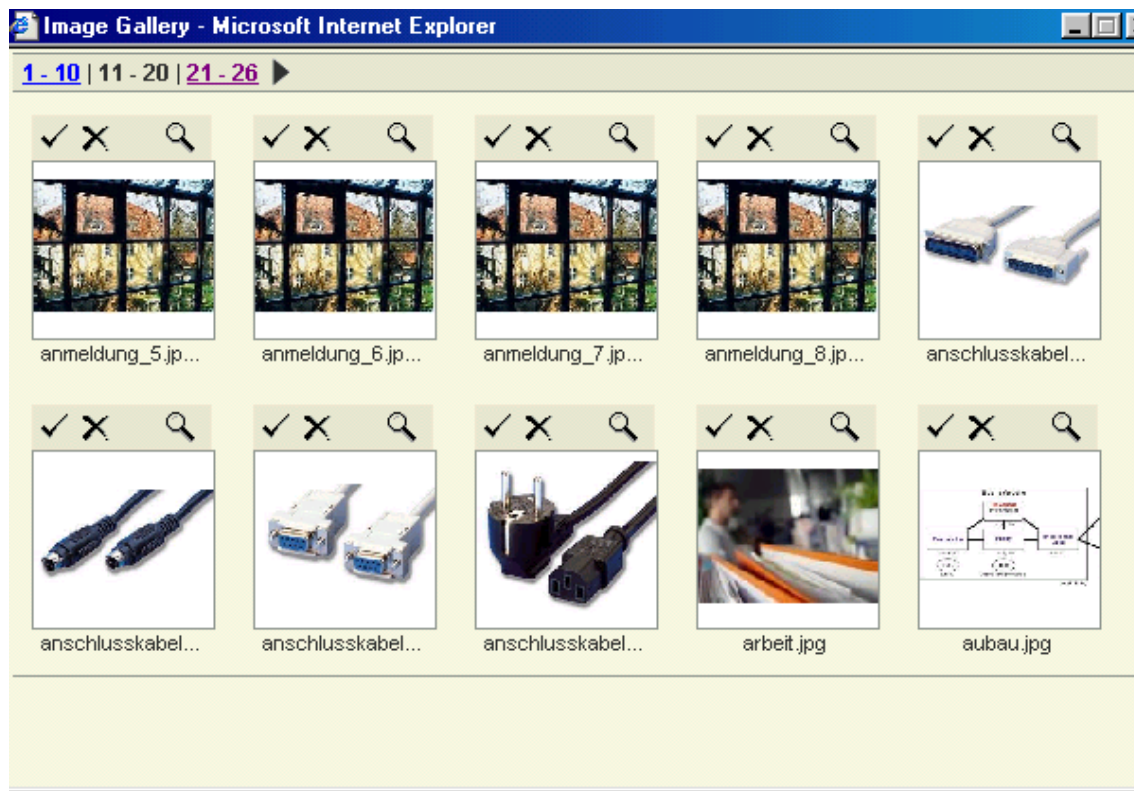 Image Gallery - Microsoft Internet Explorer
1 - 10 | 11 - 20 | 21 - 26
anmeldung_5.jp... anmeldung_6.jp... anmeldung_7.jp... anmeldung_8.jp... anschlusskabel...
anschlusskabel... anschlusskabel... anschlusskabel... arbeit.jpg aubau.jpg